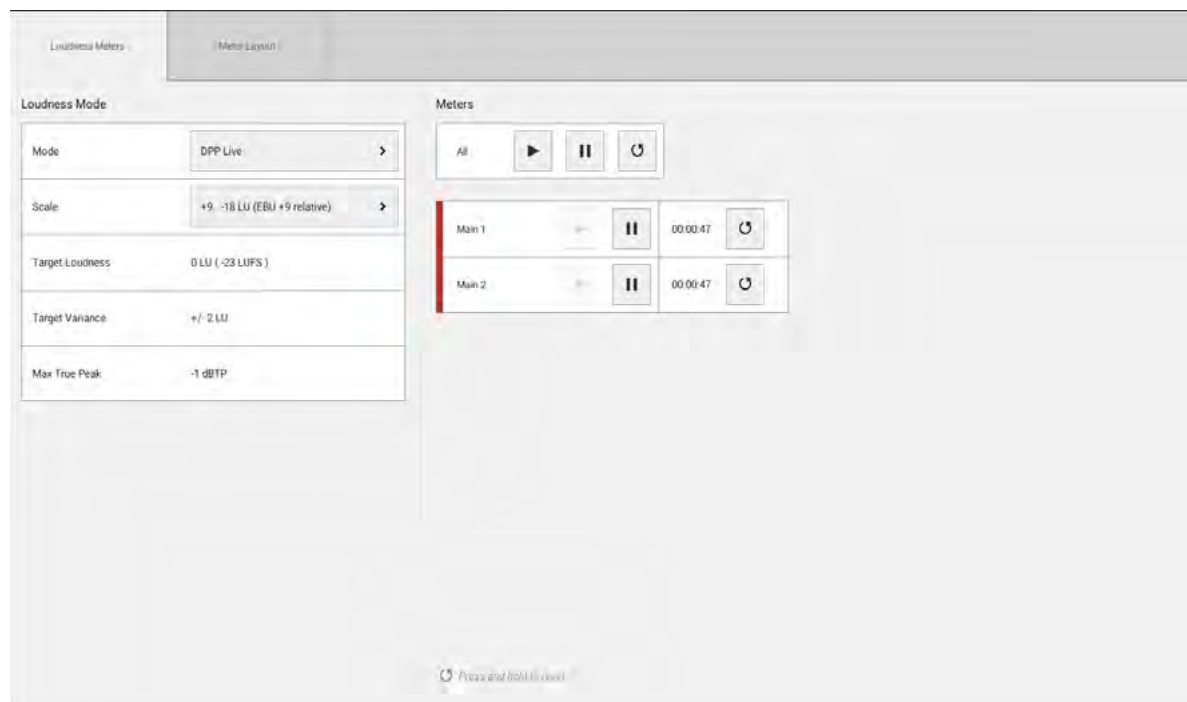 Loudness Meters
Meter Layout
Loudness Mode
Mode
DPP Live
Scale
+9, -18 LU (EBU +9 relative)
Target Loudness
0 LU ( -23 LUFS )
Target Variance
+/- 2 LU
Max True Peak
-1 dBTP
Meters
All
Main 1
00:00:47
Main 2
00:00:47
Press and hold to reset